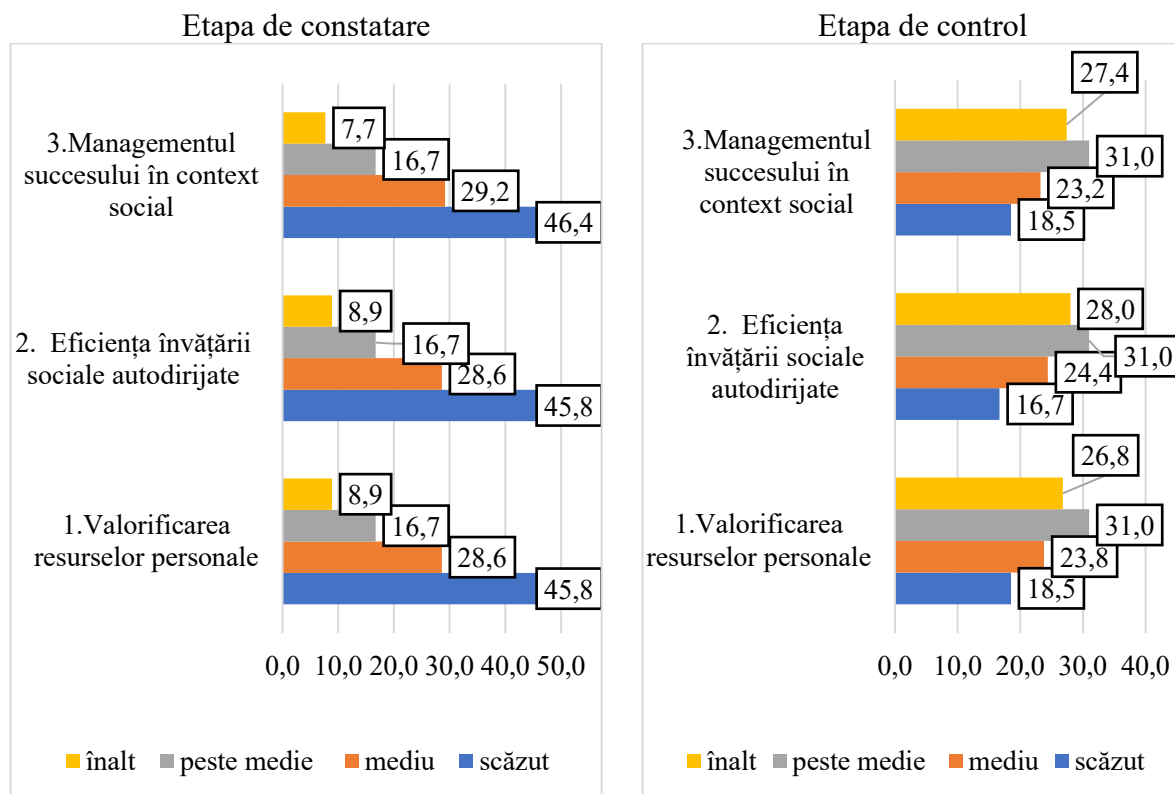 Etapa de constatare
3.Managementul
succesului în context
social
7,7
16,7
29,2
46,4
2. Eficiența învățării
sociale autodirijate
8,9
16,7
28,6
45,8
1.Valorificarea
resurselor personale
8,9
16,7
28,6
45,8
0,0 10,0 20,0 30,0 40,0 50,0
înalt peste medie mediu scăzut
Etapa de control
3.Managementul
succesului în
context social
27,4
31,0
23,2
18,5
2. Eficiența
învățării sociale
autodirijate
28,0
31,0
24,4
16,7
1.Valorificarea
resurselor personale
26,8
31,0
23,8
18,5
0,0 10,0 20,0 30,0 40,0
înalt peste medie mediu scăzut